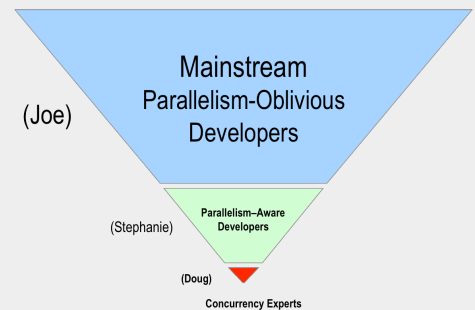 Mainstream
Parallelism-Oblivious
Developers
(Joe)
Parallelism–Aware
Developers
(Stephanie)
(Doug)
Concurrency Experts